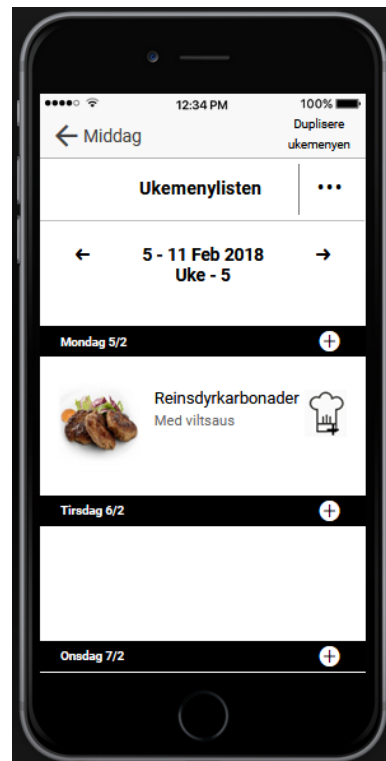 12:34 PM
100%
Middag
Duplisere
ukemenyen
Ukemenylisten
5 - 11 Feb 2018
Uke - 5
Mondag 5/2
Reinsdyrkarbonader
Med viltsaus
Tirsdag 6/2
Onsdag 7/2